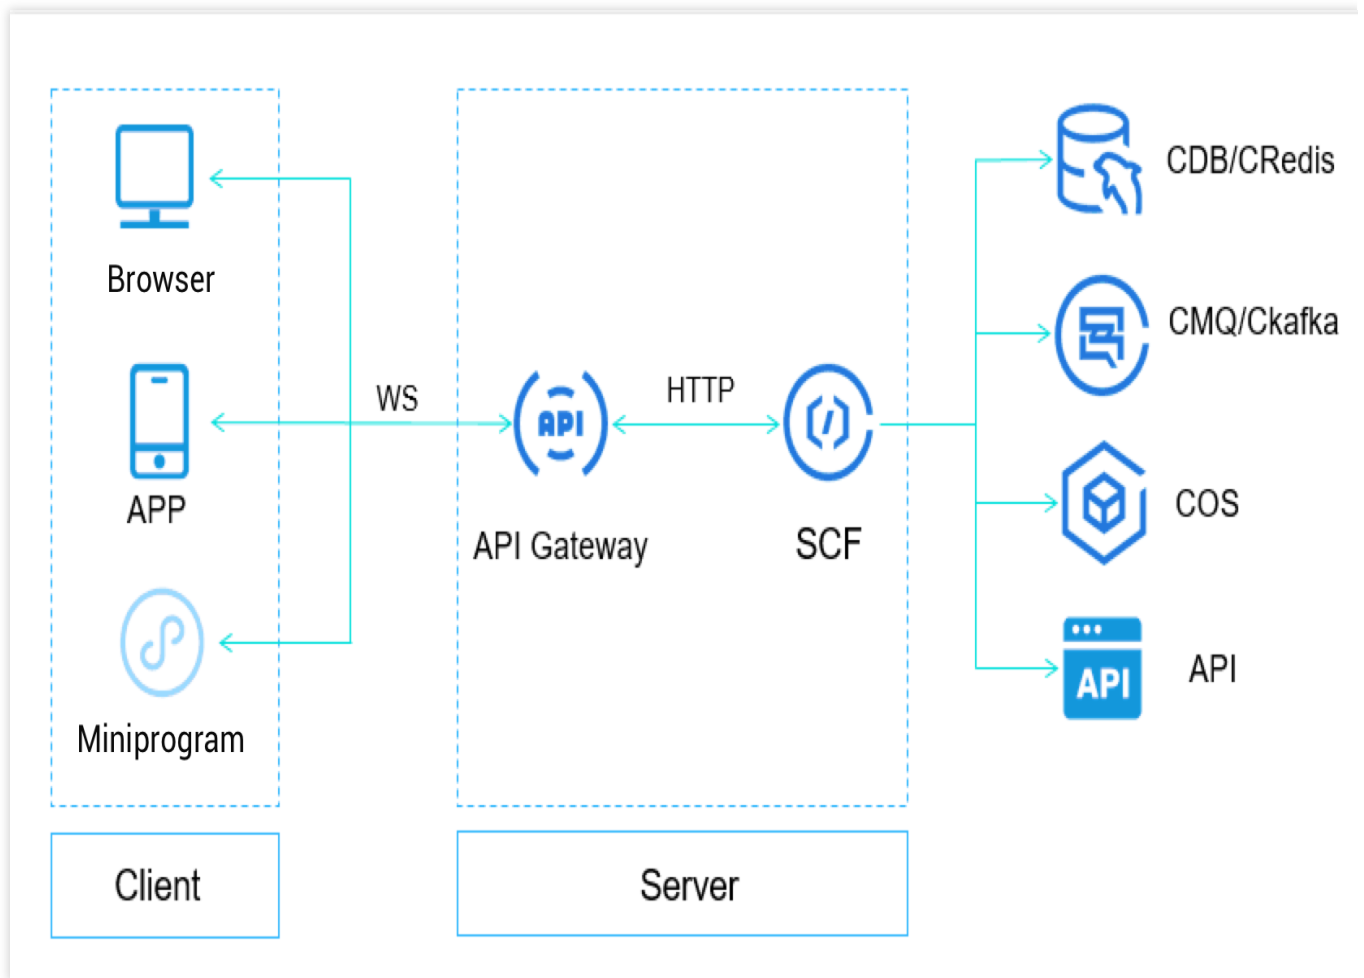 Browser
APP
Miniprogram
Client
WS
API
API Gateway
HTTP
SCF
Server
CDB/CRedis
CMQ/Ckafka
COS
API
API